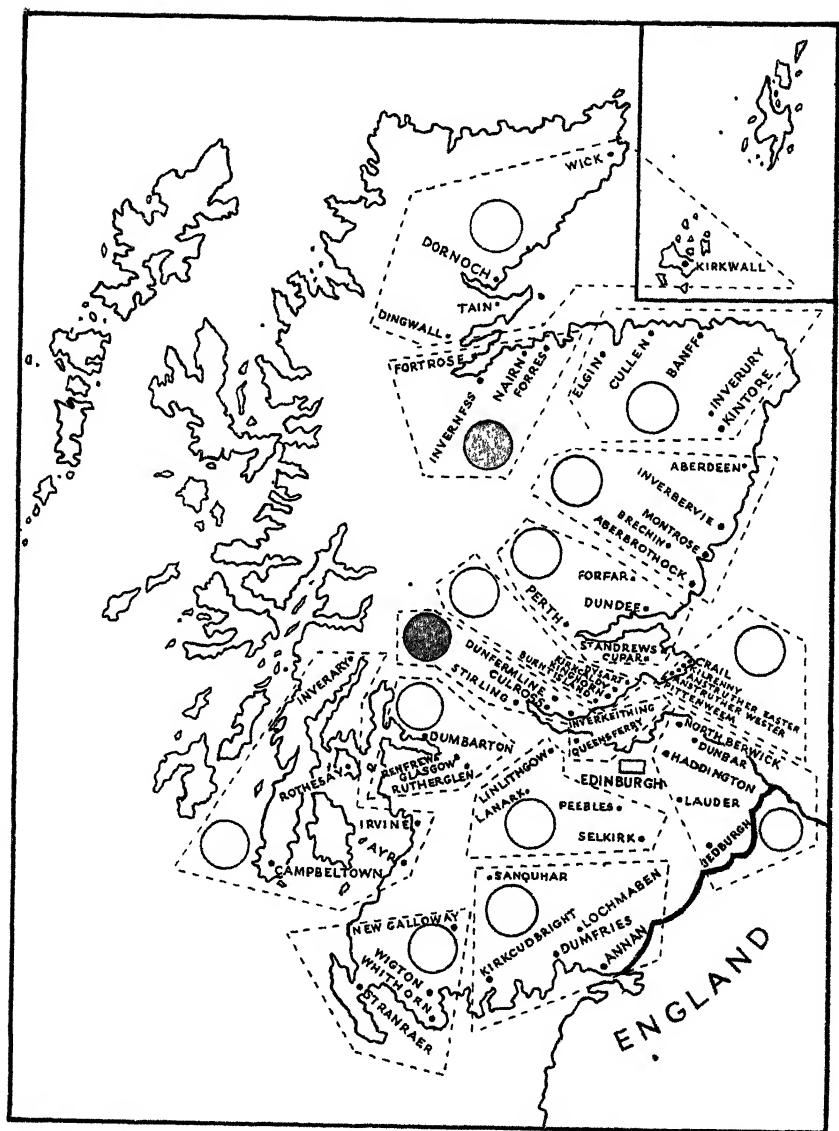 WICK
DORNOCH
TAIN
DINGWALL
KIRKWALL
FORTROSE
INVERNESS
NAIRN
FORRES
ELGIN
CULLEN
BANFF
INVERURY
KINTORE
ABERDEEN
INVERBERVIE
MONTROSE
BRECHIN
ABERBROTHOCK
FORFAR
PERTH
DUNDEE
ST ANDREWS
CUPAR
CRAIL
KILRENNY
ANSTRUTHER EASTER
ANSTRUTHER WESTER
PITTENWEEM
DYSART
KIRKCALDY
KINGHORN
BURNTISLAND
DUNFERMLINE
CULROSS
STIRLING
INVERKEITHING
QUEENSFERRY
INVERARY
DUMBARTON
RENFREW
GLASGOW
RUTHERGLEN
ROTHESAY
IRVINE
AYR
CAMPBELTOWN
LINLITHGOW
LANARK
EDINBURGH
PEEBLES
SELKIRK
NORTH BERWICK
DUNBAR
HADDINGTON
LAUDER
JEDBURGH
SANQUHAR
LOCHMABEN
DUMFRIES
ANNAN
KIRKCUDBRIGHT
NEW GALLOWAY
WIGTON
WHITHORN
STRANRAER
ENGLAND